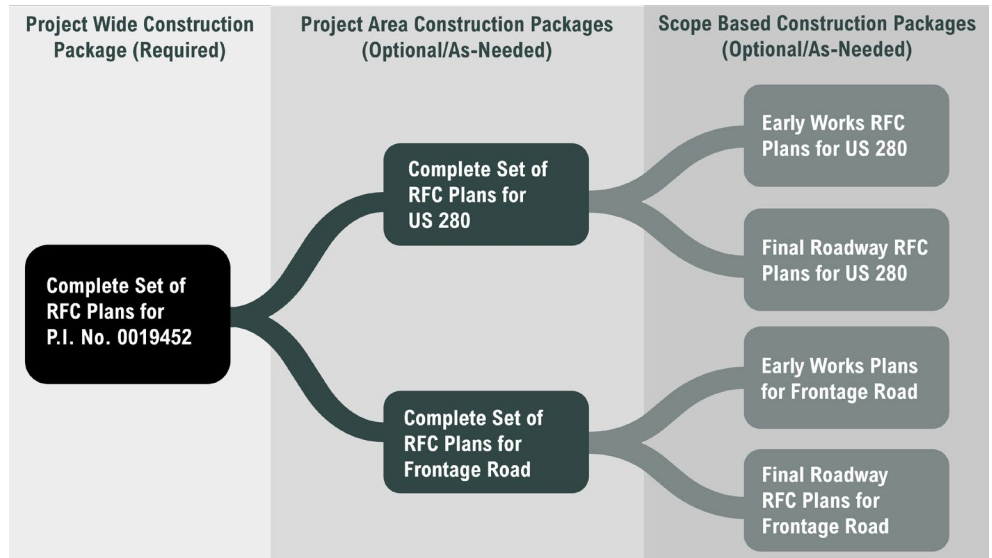 Project Wide Construction
Package (Required)
Project Area Construction Packages
(Optional/As-Needed)
Scope Based Construction Packages
(Optional/As-Needed)
Complete Set of
RFC Plans for
P.I. No. 0019452
Complete Set of
RFC Plans for
US 280
Complete Set of
RFC Plans for
Frontage Road
Early Works RFC
Plans for US 280
Final Roadway RFC
Plans for US 280
Early Works Plans
for Frontage Road
Final Roadway
RFC Plans for
Frontage Road